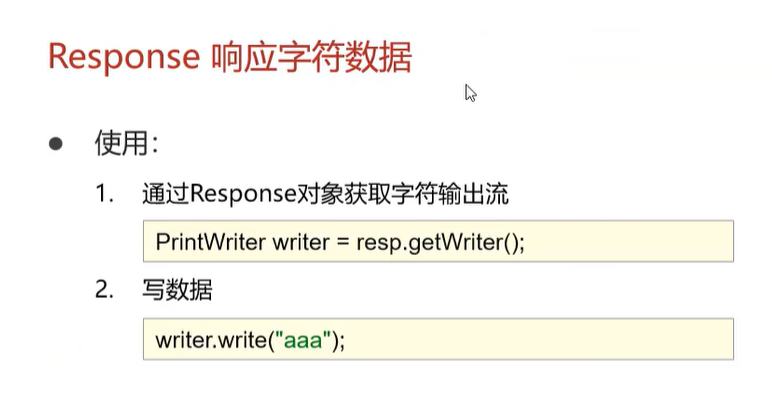 Response 响应字符数据
● 使用：
1. 通过Response对象获取字符输出流
PrintWriter writer = resp.getWriter();
2. 写数据
writer.write("aaa");